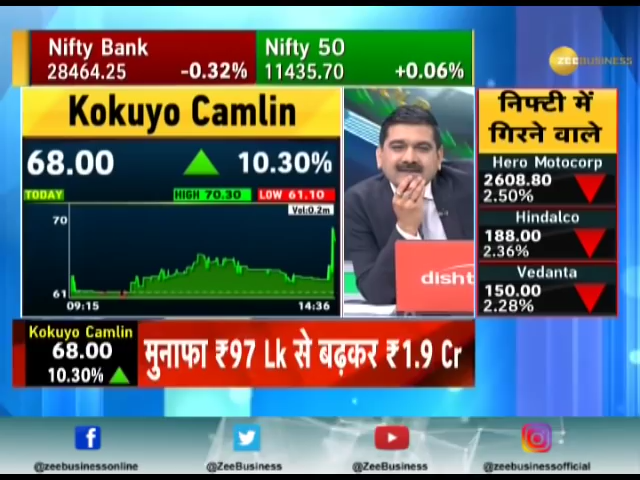 Nifty Bank
28464.25 -0.32%
Nifty 50
11435.70 +0.06%
ZEEBUSINESS
Kokuyo Camlin
68.00 10.30%
TODAY HIGH 70.30 LOW 61.10
Vol:0.2m
70
61
09:15 14:36
disht
निफ्टी में
गिरने वाले
Hero Motocorp
2608.80
2.50%
Hindalco
188.00
2.36%
Vedanta
150.00
2.28%
Kokuyo Camlin
68.00
10.30%
मुनाफा ₹97 Lk से बढ़कर ₹1.9 Cr
@zeebusinessonline @ZeeBusiness @ZeeBusiness @zeebusinessofficial